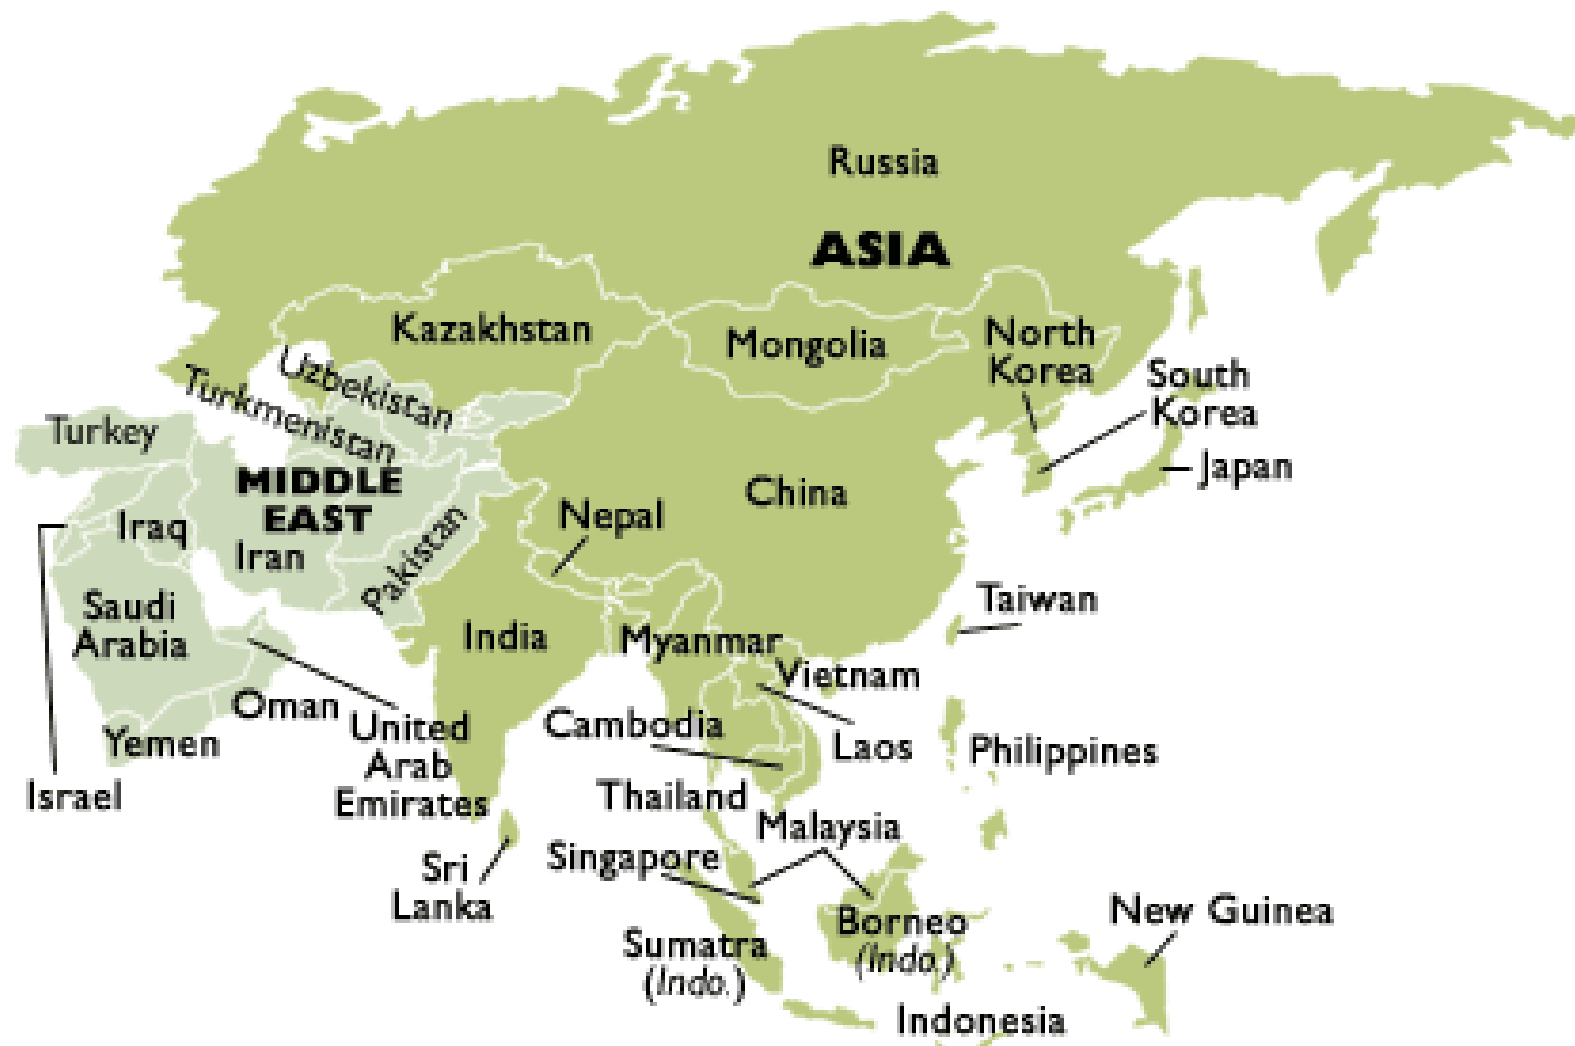 Russia
ASIA
Kazakhstan
Mongolia
North
Korea
South
Korea
Uzbekistan
Turkmenistan
Turkey
MIDDLE
EAST
Japan
China
Nepal
Iraq
Iran
Pakistan
Saudi
Arabia
Taiwan
India
Myanmar
Vietnam
Oman
United
Arab
Emirates
Yemen
Cambodia
Laos
Philippines
Israel
Thailand
Malaysia
Singapore
Sri
Lanka
New Guinea
Borneo
(Indo.)
Sumatra
(Indo.)
Indonesia